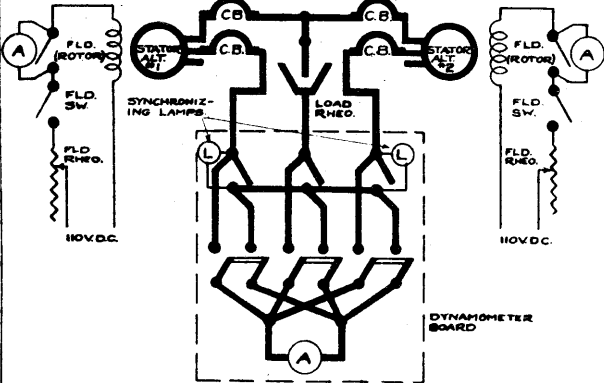 C.B
C.B.
A
FLD.
(ROTOR)
STATOR
ALT.
#1
C.B.
C.B.
STATOR
ALT.
#2
FLD.
(ROTOR)
A
FLD.
SW.
SYNCHRONIZ-
ING LAMPS
LOAD
RHEO.
FLD.
SW.
FLD
RHEO.
L
L
FLD
RHEO.
110V.D.C.
110V.D.C.
DYNAMOMETER
BOARD
A